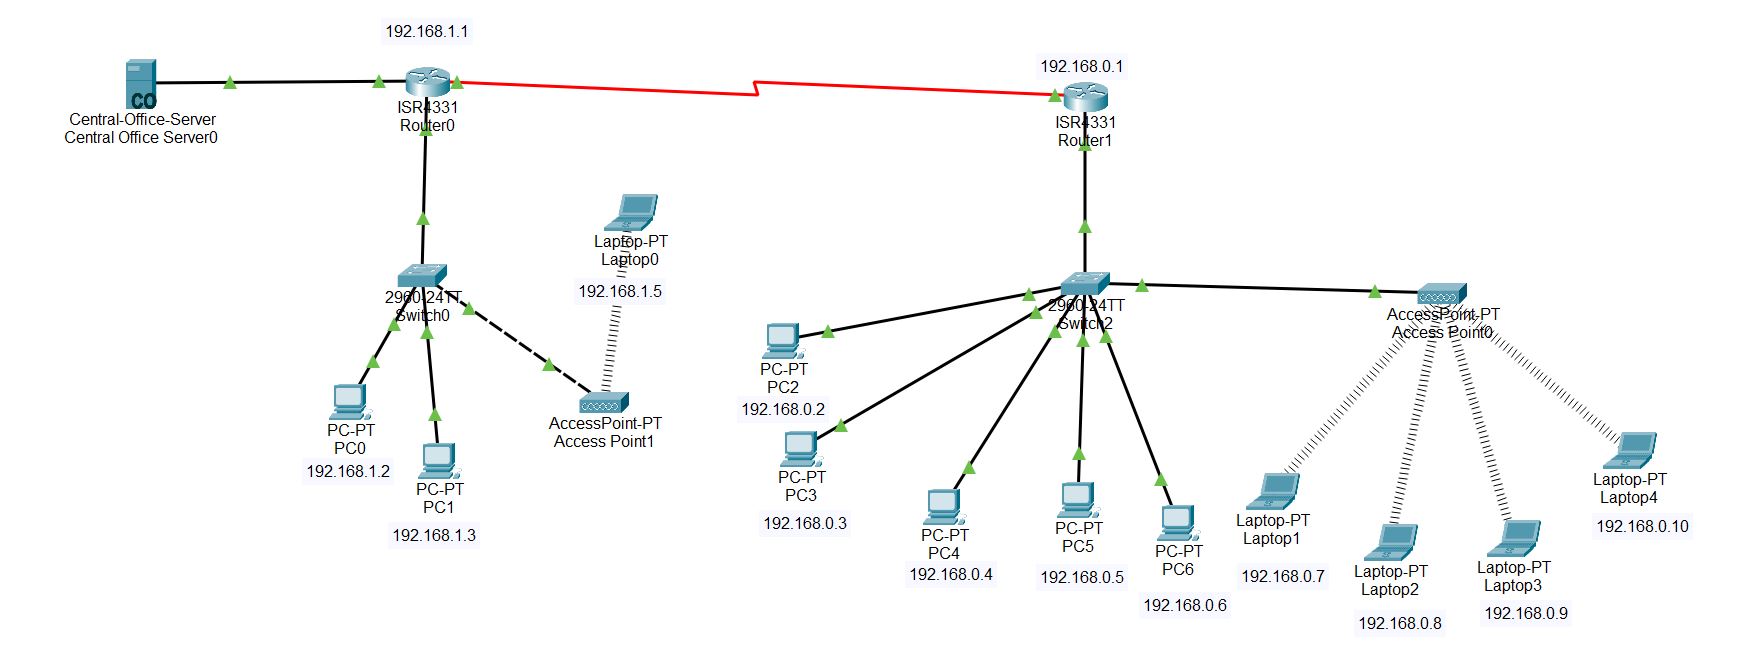 192.168.1.1
CO
Central-Office-Server
Central Office Server0
ISR4331
Router0
192.168.0.1
ISR4331
Router1
Laptop-PT
Laptop0
192.168.1.5
2960-24TT
Switch0
PC-PT
PC0
192.168.1.2
PC-PT
PC1
192.168.1.3
AccessPoint-PT
Access Point1
2960-24TT
Switch2
AccessPoint-PT
Access Point0
PC-PT
PC2
192.168.0.2
PC-PT
PC3
192.168.0.3
PC-PT
PC4
192.168.0.4
PC-PT
PC5
192.168.0.5
PC-PT
PC6
192.168.0.6
Laptop-PT
Laptop1
192.168.0.7
Laptop-PT
Laptop2
192.168.0.8
Laptop-PT
Laptop3
192.168.0.9
Laptop-PT
Laptop4
192.168.0.10